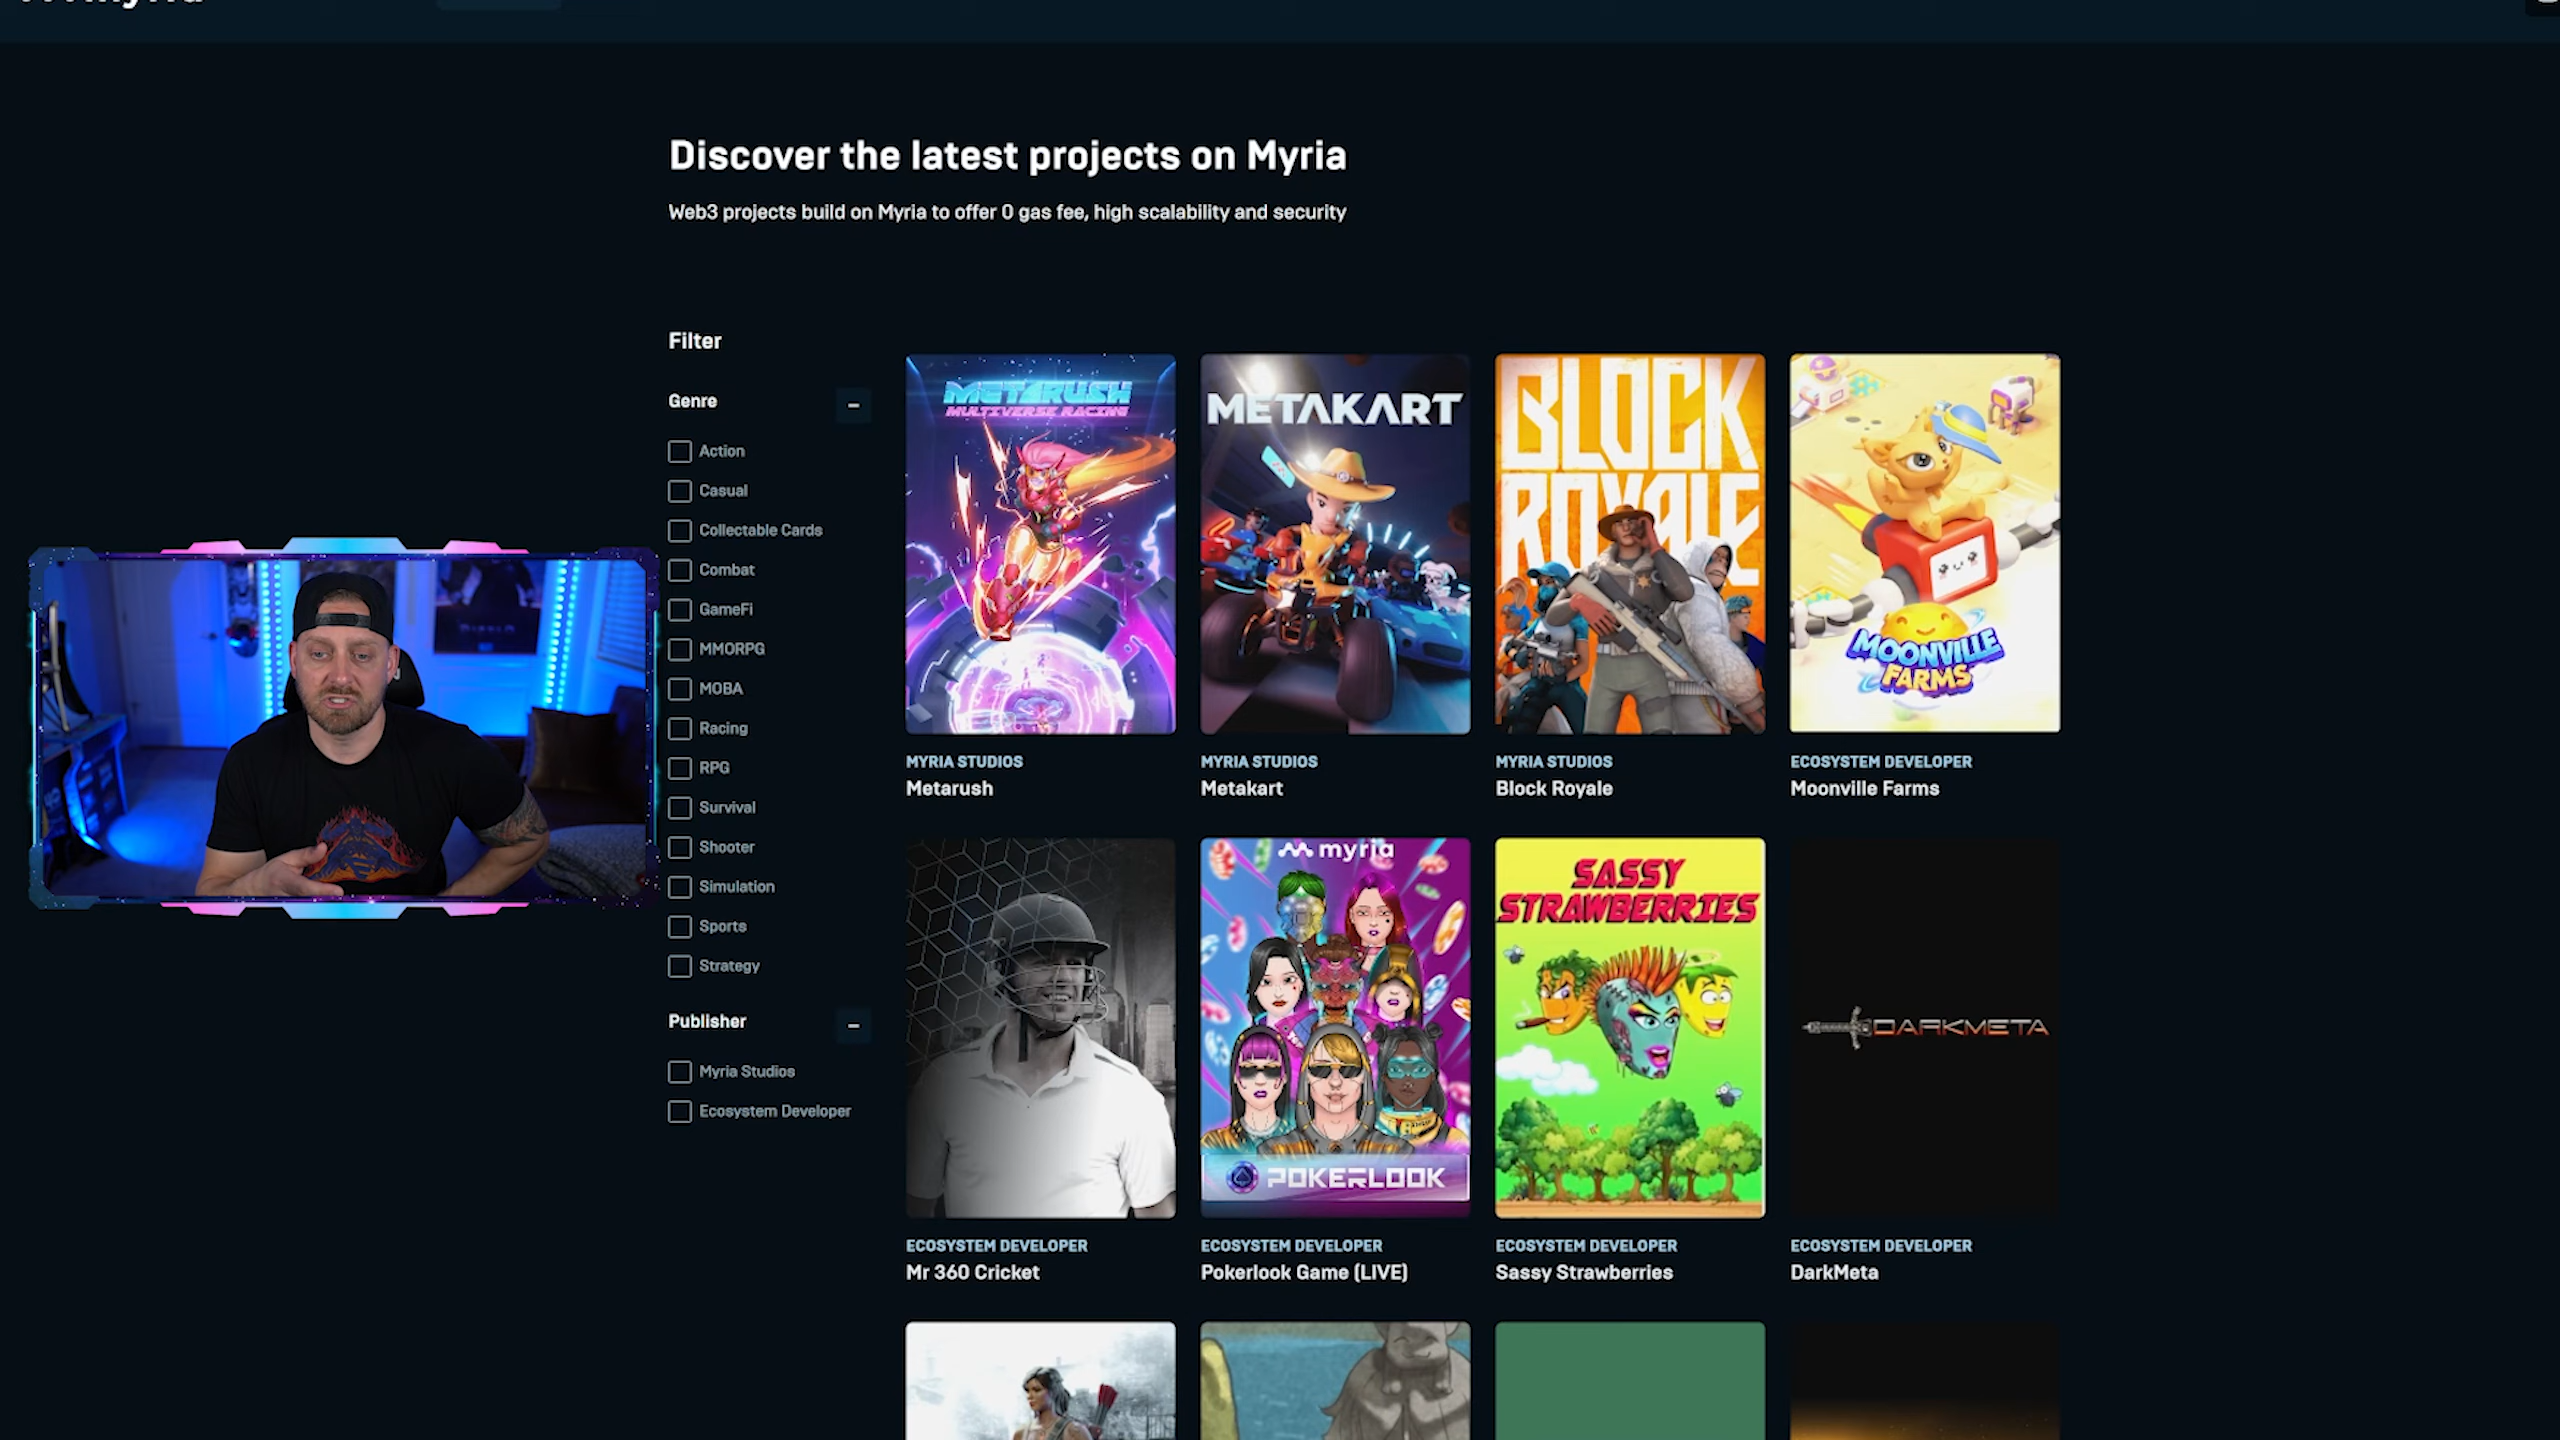 Discover the latest projects on Myria
Web3 projects build on Myria to offer 0 gas fee, high scalability and security
Filter
Genre
Action
Casual
Collectable Cards
Combat
GameFi
MMORPG
MOBA
Racing
RPG
Survival
Shooter
Simulation
Sports
Strategy
Publisher
Myria Studios
Ecosystem Developer
METARUSH
MULTIVERSE RACING
MYRIA STUDIOS
Metarush
METAKART
MYRIA STUDIOS
Metakart
BLOCK
ROYALE
MYRIA STUDIOS
Block Royale
MOONVILLE
FARMS
ECOSYSTEM DEVELOPER
Moonville Farms
ECOSYSTEM DEVELOPER
Mr 360 Cricket
myria
POKERLOOK
ECOSYSTEM DEVELOPER
Pokerlook Game (LIVE)
SASSY
STRAWBERRIES
ECOSYSTEM DEVELOPER
Sassy Strawberries
DARKMETA
ECOSYSTEM DEVELOPER
DarkMeta